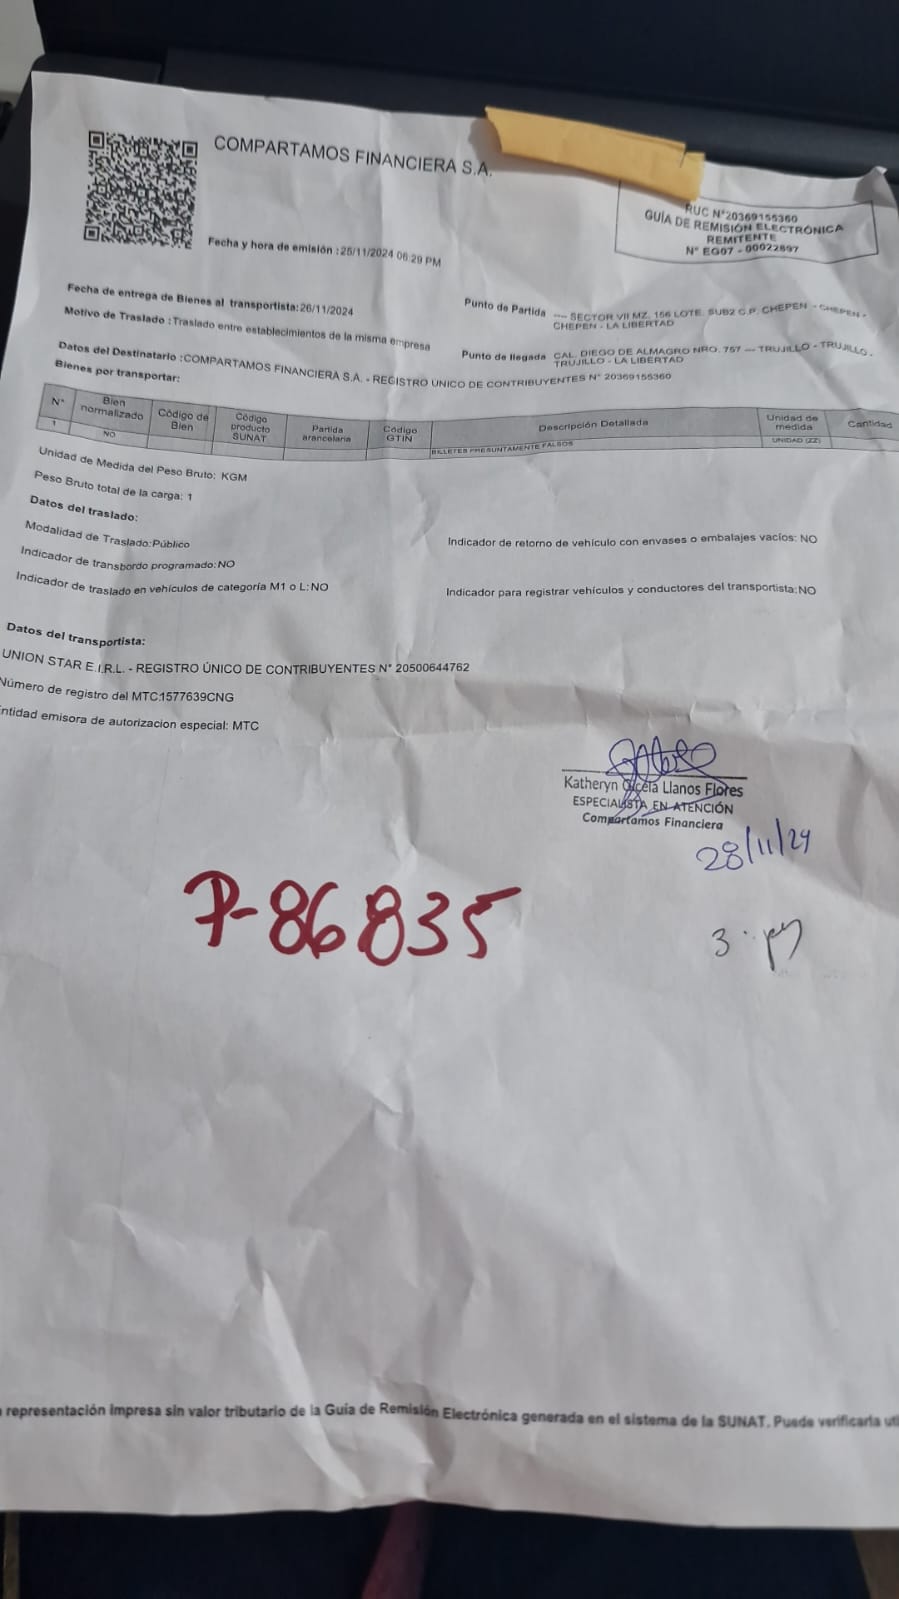 COMPARTAMOS FINANCIERA S.A.
RUC N°20369155360
GUÍA DE REMISIÓN ELECTRÓNICA
REMITENTE
N° EG07 - 00022697
Fecha y hora de emisión :26/11/2024 06:29 PM
Fecha de entrega de Bienes al transportista:26/11/2024
Motivo de Traslado :Traslado entre establecimientos de la misma empresa
Punto de Partida ---- SECTOR VII MZ. 156 LOTE. SUB2 C.P. CHEPEN - CHEPEN -
CHEPEN - LA LIBERTAD
Punto de llegada CAL. DIEGO DE ALMAGRO NRO. 757 --- TRUJILLO - TRUJILLO -
TRUJILLO - LA LIBERTAD
Datos del Destinatario :COMPARTAMOS FINANCIERA S.A. - REGISTRO ÚNICO DE CONTRIBUYENTES N° 20369155360
Bienes por transportar:
N° Bien normalizado Código de Bien Código producto SUNAT Partida arancelaria Código GTIN Descripción Detallada Unidad de medida Cantidad
1 NO BILLETES PRESUNTAMENTE FALSOS UNIDAD (ZZ)
Unidad de Medida del Peso Bruto: KGM
Peso Bruto total de la carga: 1
Datos del traslado:
Modalidad de Traslado:Público
Indicador de retorno de vehículo con envases o embalajes vacíos: NO
Indicador de transbordo programado:NO
Indicador de traslado en vehículos de categoría M1 o L:NO
Indicador para registrar vehículos y conductores del transportista:NO
Datos del transportista:
UNION STAR E.I.R.L. - REGISTRO ÚNICO DE CONTRIBUYENTES N° 20500644762
Número de registro del MTC:1577639CNG
ntidad emisora de autorizacion especial: MTC
Katheryn Llanos Flores
ESPECIALISTA EN ATENCIÓN
Compartamos Financiera
28/11/24
P-86835
3
representación impresa sin valor tributario de la Guía de Remisión Electrónica generada en el sistema de la SUNAT. Puede verificarla